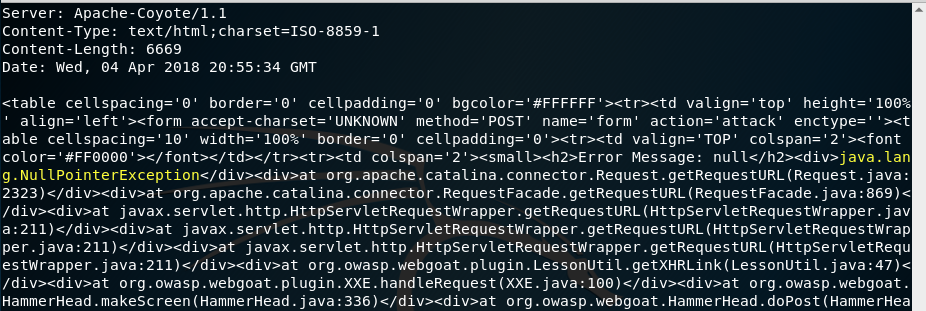 Server: Apache-Coyote/1.1
Content-Type: text/html;charset=ISO-8859-1
Content-Length: 6669
Date: Wed, 04 Apr 2018 20:55:34 GMT

<table cellspacing='0' border='0' cellpadding='0' bgcolor='#FFFFFF'><tr><td valign='top' height='100%
' align='left'><form accept-charset='UNKNOWN' method='POST' name='form' action='attack' enctype=''><t
able cellspacing='10' width='100%' border='0' cellpadding='0'><tr><td valign='TOP' colspan='2'><font
color='#FF0000'></font></td></tr><tr><td colspan='2'><small><h2>Error Message: null</h2><div>java.lan
g.NullPointerException</div><div>at org.apache.catalina.connector.Request.getRequestURL(Request.java:
2323)</div><div>at org.apache.catalina.connector.RequestFacade.getRequestURL(RequestFacade.java:869)<
/div><div>at javax.servlet.http.HttpServletRequestWrapper.getRequestURL(HttpServletRequestWrapper.jav
a:211)</div><div>at javax.servlet.http.HttpServletRequestWrapper.getRequestURL(HttpServletRequestWrap
per.java:211)</div><div>at javax.servlet.http.HttpServletRequestWrapper.getRequestURL(HttpServletRequ
estWrapper.java:211)</div><div>at org.owasp.webgoat.plugin.LessonUtil.getXHRLink(LessonUtil.java:47)<
/div><div>at org.owasp.webgoat.plugin.XXE.handleRequest(XXE.java:100)</div><div>at org.owasp.webgoat.
HammerHead.makeScreen(HammerHead.java:336)</div><div>at org.owasp.webgoat.HammerHead.doPost(HammerHea